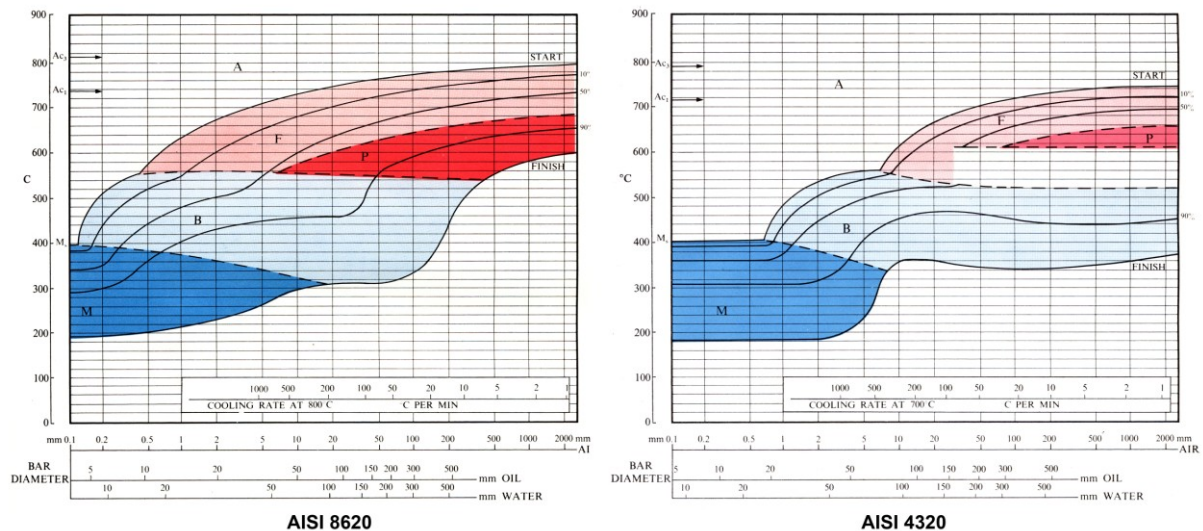 900
800
700
600
C
500
400
300
200
100
0
Ac₃
Ac₁
Mₛ
A
F
P
B
M
START
10%
50%
90%
FINISH
1000 500 200 100 50 20 10 5 2 1
COOLING RATE AT 800 C C PER MIN
mm 0.1 0.2 0.5 1 2 5 10 20 50 100 200 500 1000 2000 mm
AI
BAR
DIAMETER
5 10 20 50 100 150 200 300 500 mm OIL
10 20 50 100 150 200 300 500 mm WATER
AISI 8620
900
800
700
600
°C
500
400
300
200
100
0
Ac₃
Ac₁
Mₛ
A
F
P
B
M
START
10%
50%
90%
FINISH
1000 500 200 100 50 20 10 5 2 1
COOLING RATE AT 700 C C PER MIN
mm 0.1 0.2 0.5 1 2 5 10 20 50 100 200 500 1000 2000 mm
AIR
BAR
DIAMETER
5 10 20 50 100 150 200 300 500 mm OIL
10 20 50 100 150 200 300 500 mm WATER
AISI 4320